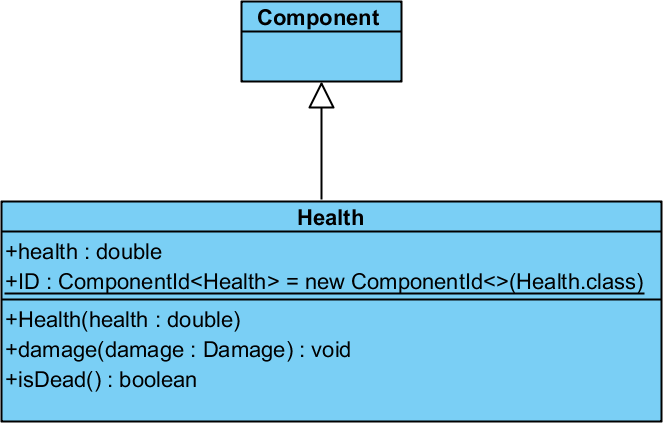 Component
Health
+health : double
+ID : ComponentId<Health> = new ComponentId<>(Health.class)
+Health(health : double)
+damage(damage : Damage) : void
+isDead() : boolean